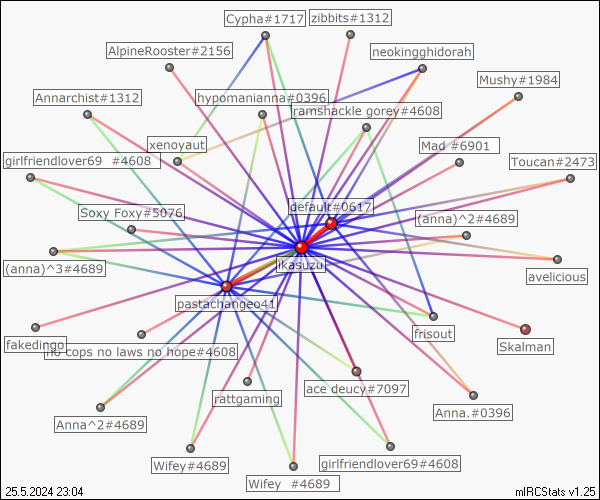 Cypha#1717
zibbits#1312
AlpineRooster#2156
neokingghidorah
Mushy#1984
Annarchist#1312
hypomanianna#0396
ramshackle gorey#4608
xenoyaut
Mad #6901
girlfriendlover69 #4608
Toucan#2473
Soxy Foxy#5076
default#0617
(anna)^2#4689
ikasuzu
(anna)^3#4689
avelicious
pastachangeo41
frisout
fakedingo
no cops no laws no hope#4608
Skalman
ace deucy#7097
rattgaming
Anna.#0396
Anna^2#4689
Wifey#4689
girlfriendlover69#4608
Wifey #4689
25.5.2024 23:04
mIRCStats v1.25